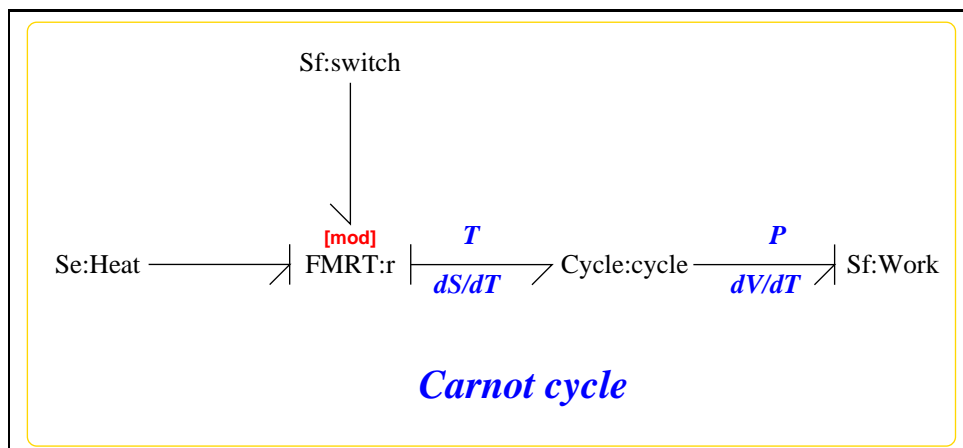 Sf:switch
[mod]
T
P
Se:Heat
FMRT:r
Cycle:cycle
Sf:Work
dS/dT
dV/dT
Carnot cycle